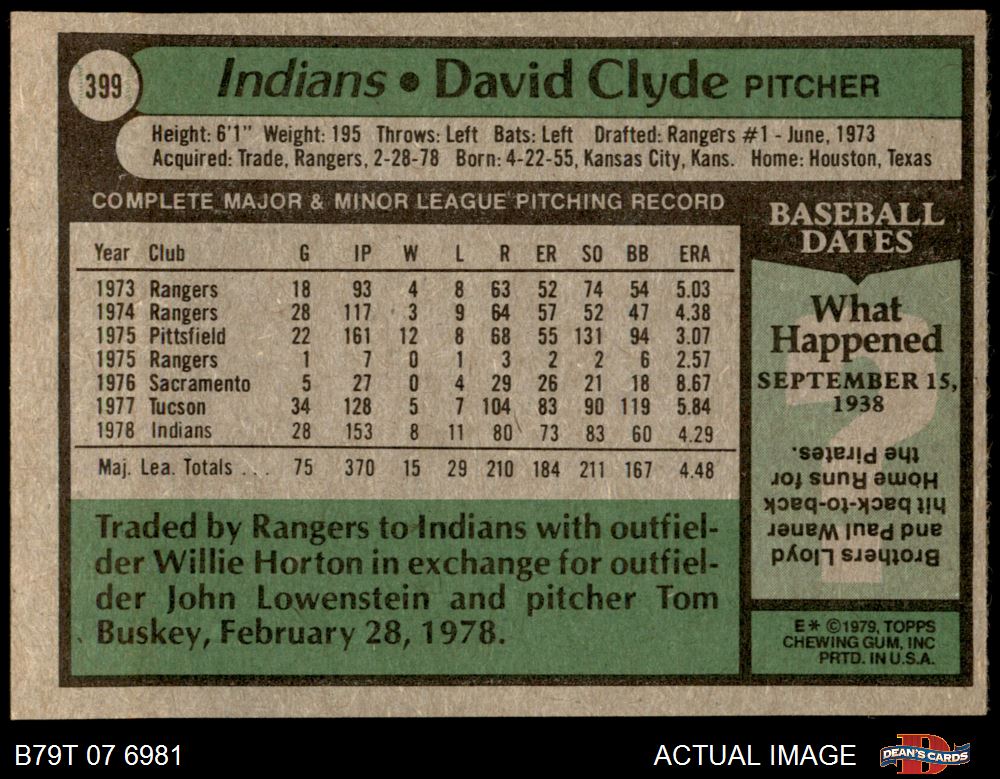 399
Indians • David Clyde PITCHER
Height: 6'1" Weight: 195 Throws: Left Bats: Left Drafted: Rangers #1 - June, 1973
Acquired: Trade, Rangers, 2-28-78 Born: 4-22-55, Kansas City, Kans. Home: Houston, Texas
COMPLETE MAJOR & MINOR LEAGUE PITCHING RECORD
Year Club G IP W L R ER SO BB ERA
1973 Rangers 18 93 4 8 63 52 74 54 5.03
1974 Rangers 28 117 3 9 64 57 52 47 4.38
1975 Pittsfield 22 161 12 8 68 55 131 94 3.07
1975 Rangers 1 7 0 1 3 2 2 6 2.57
1976 Sacramento 5 27 0 4 29 26 21 18 8.67
1977 Tucson 34 128 5 7 104 83 90 119 5.84
1978 Indians 28 153 8 11 80 73 83 60 4.29
Maj. Lea. Totals ... 75 370 15 29 210 184 211 167 4.48
Traded by Rangers to Indians with outfiel-
der Willie Horton in exchange for outfiel-
der John Lowenstein and pitcher Tom
Buskey, February 28, 1978.
BASEBALL
DATES
What
Happened
SEPTEMBER 15,
1938
?
Brothers Lloyd
and Paul Waner
hit back-to-back
Home Runs for
the Pirates.
E* ©1979, TOPPS
CHEWING GUM, INC
PRTD. IN U.S.A.
B79T 07 6981
ACTUAL IMAGE
D
DEAN'S CARDS